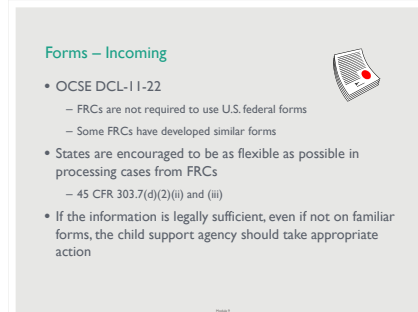 Forms – Incoming
• OCSE DCL-11-22
– FRCs are not required to use U.S. federal forms
– Some FRCs have developed similar forms
• States are encouraged to be as flexible as possible in
processing cases from FRCs
– 45 CFR 303.7(d)(2)(ii) and (iii)
• If the information is legally sufficient, even if not on familiar
forms, the child support agency should take appropriate
action